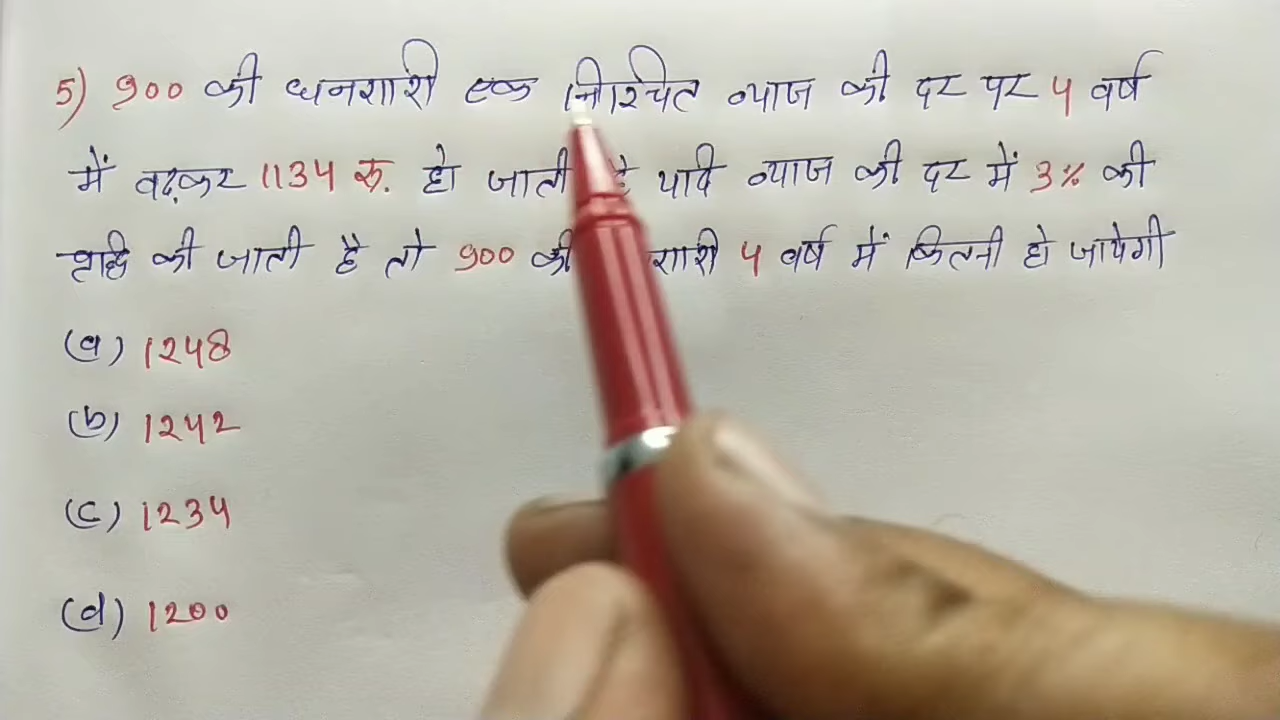 5) 900 की धनराशी एक निश्चित ब्याज की दर पर 4 वर्ष
में बढ़कर 1134 रु. हो जाती है यदि ब्याज की दर में 3% की
वृद्धि की जाती है तो 900 की राशी 4 वर्ष में कितनी हो जायेगी
(a) 1248
(b) 1242
(c) 1234
(d) 1200